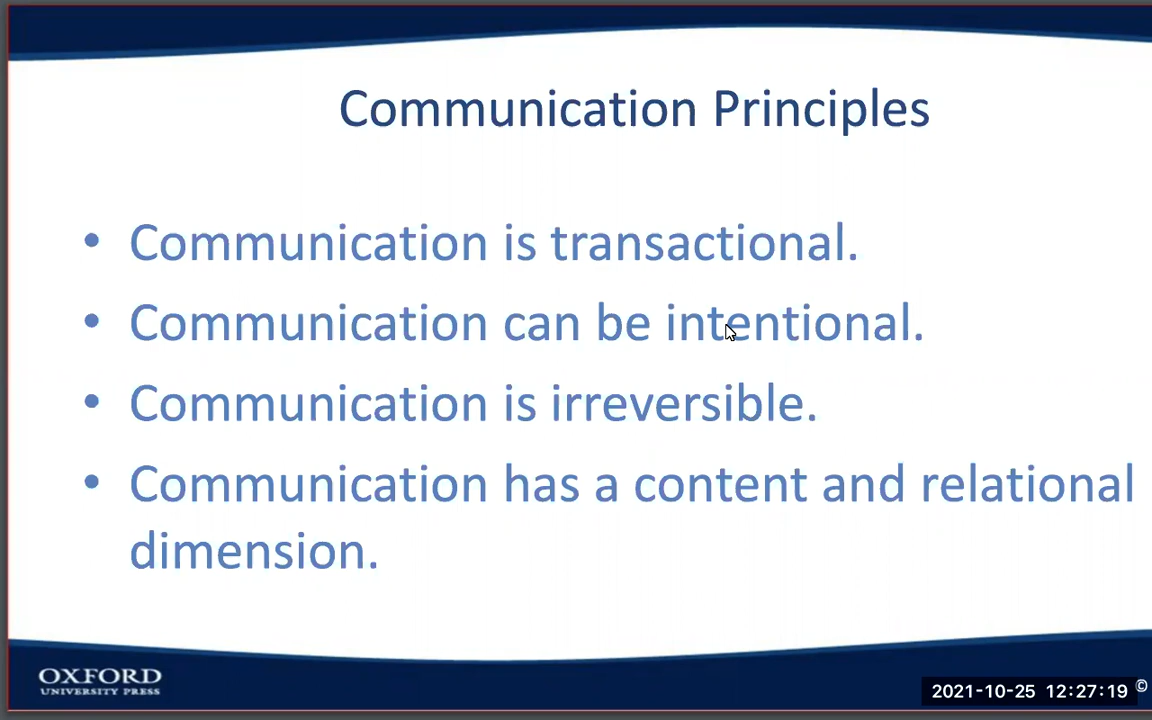 Communication Principles
• Communication is transactional.
• Communication can be intentional.
• Communication is irreversible.
• Communication has a content and relational
dimension.
OXFORD
UNIVERSITY PRESS
2021-10-25 12:27:19 ©